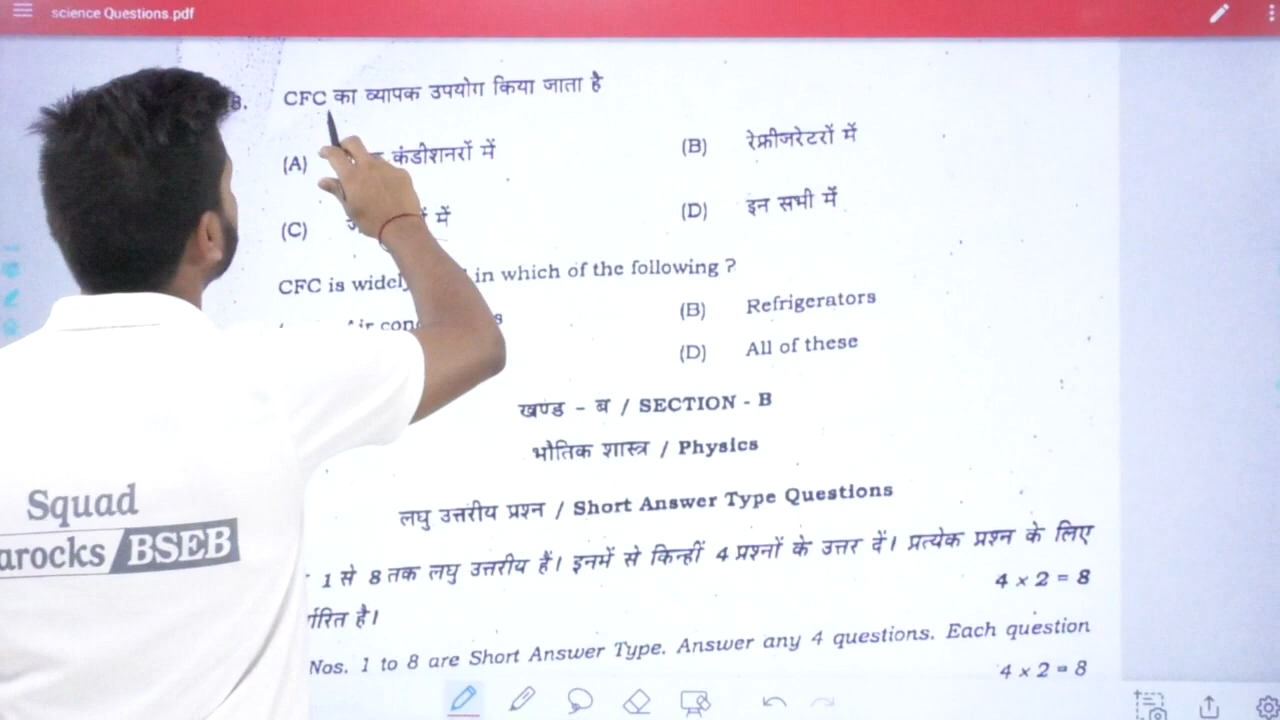 science Questions.pdf
8. CFC का व्यापक उपयोग किया जाता है
(A) कंडीशनरों में (B) रेफ्रीजरेटरों में
(C) में (D) इन सभी में
CFC is in which of the following ?
(B) Refrigerators
(D) All of these
खण्ड - ब / SECTION - B
भौतिक शास्त्र / Physics
लघु उत्तरीय प्रश्न / Short Answer Type Questions
1 से 8 तक लघु उत्तरीय हैं। इनमें से किन्हीं 4 प्रश्नों के उत्तर दें। प्रत्येक प्रश्न के लिए
4 × 2 = 8
है।
Nos. 1 to 8 are Short Answer Type. Answer any 4 questions. Each question
4 × 2 = 8
Squad
BSEB